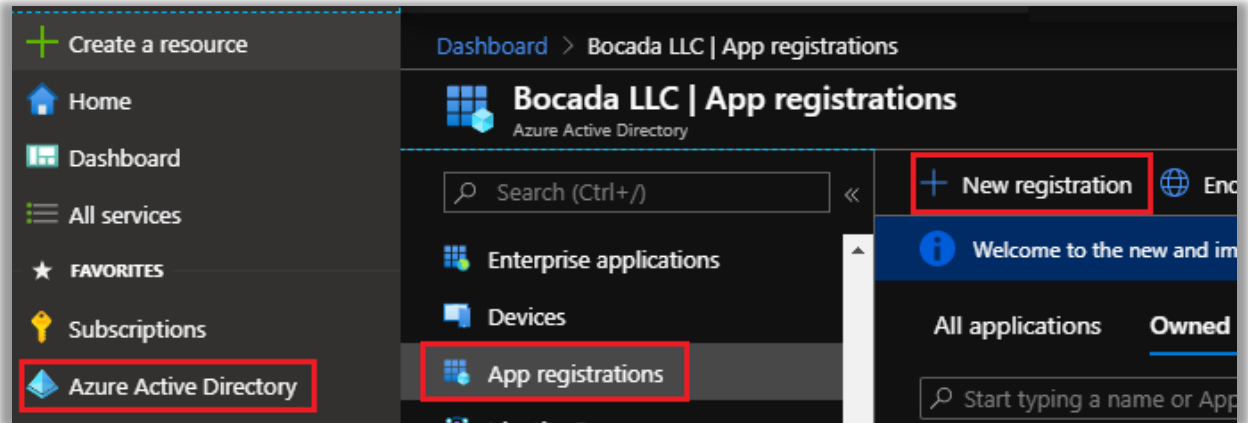 Create a resource
Home
Dashboard
All services
FAVORITES
Subscriptions
Azure Active Directory
Dashboard > Bocada LLC | App registrations
Bocada LLC | App registrations
Azure Active Directory
Search (Ctrl+/)
«
Enterprise applications
Devices
App registrations
New registration
Welcome to the new and im
All applications Owned
Start typing a name or App